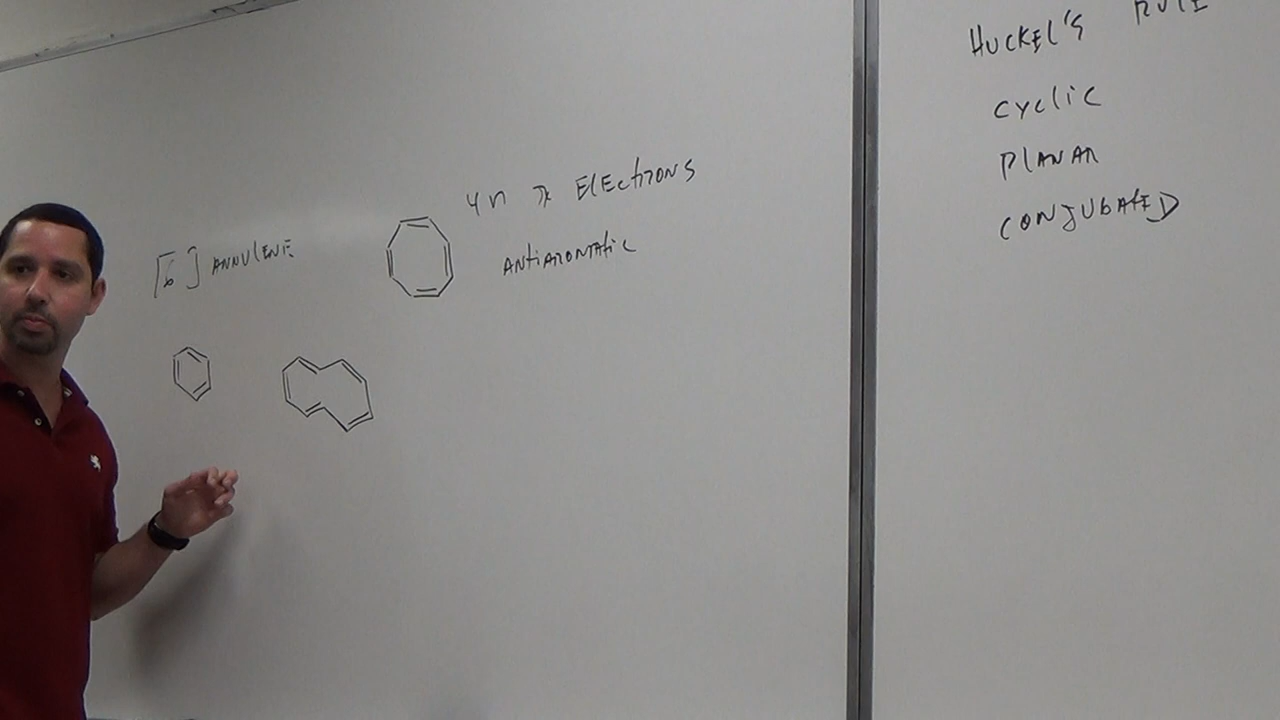 4n π ELEctRONS
[6] ANNULENE
ANtiAROMAtic
HUCKEL'S RULE
cyclic
PLANAR
CONJUGAtED